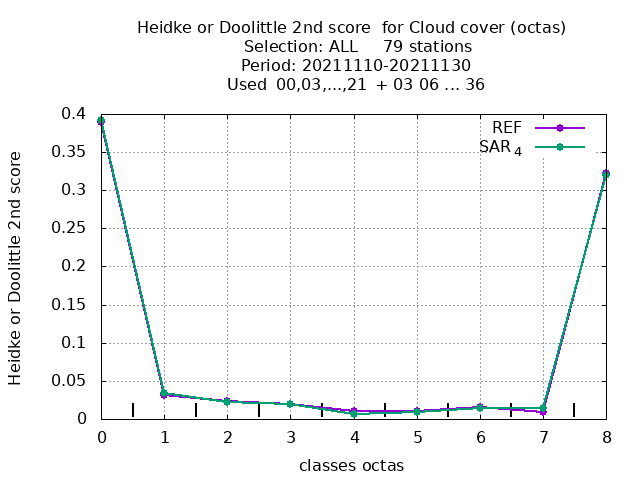 Heidke or Doolittle 2nd score  for Cloud cover (octas)
Selection: ALL     79 stations
Period: 20211110-20211130
Used  00,03,...,21  + 03 06 ... 36
Heidke or Doolittle 2nd score
0.4
0.35
0.3
0.25
0.2
0.15
0.1
0.05
0
REF
SAR 4
0 1 2 3 4 5 6 7 8
classes octas